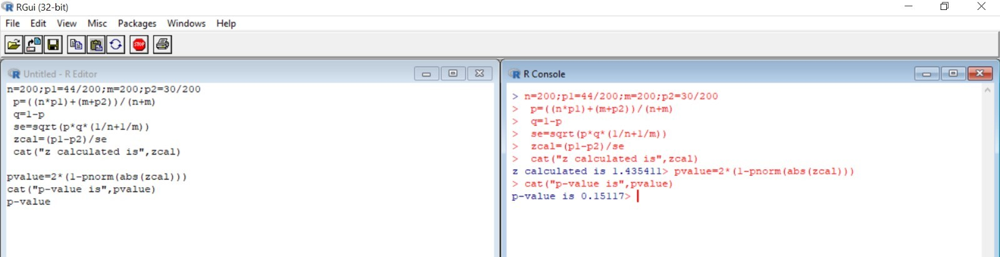 RGui (32-bit)
File Edit View Misc Packages Windows Help
STOP
Untitled - R Editor
n=200;p1=44/200;m=200;p2=30/200
p=((n*p1)+(m+p2))/(n+m)
q=1-p
se=sqrt(p*q*(1/n+1/m))
zcal=(p1-p2)/se
cat("z calculated is",zcal)
pvalue=2*(1-pnorm(abs(zcal)))
cat("p-value is",pvalue)
p-value
R Console
> n=200;p1=44/200;m=200;p2=30/200
> p=((n*p1)+(m+p2))/(n+m)
> q=1-p
> se=sqrt(p*q*(1/n+1/m))
> zcal=(p1-p2)/se
> cat("z calculated is",zcal)
z calculated is 1.435411> pvalue=2*(1-pnorm(abs(zcal)))
> cat("p-value is",pvalue)
p-value is 0.15117>